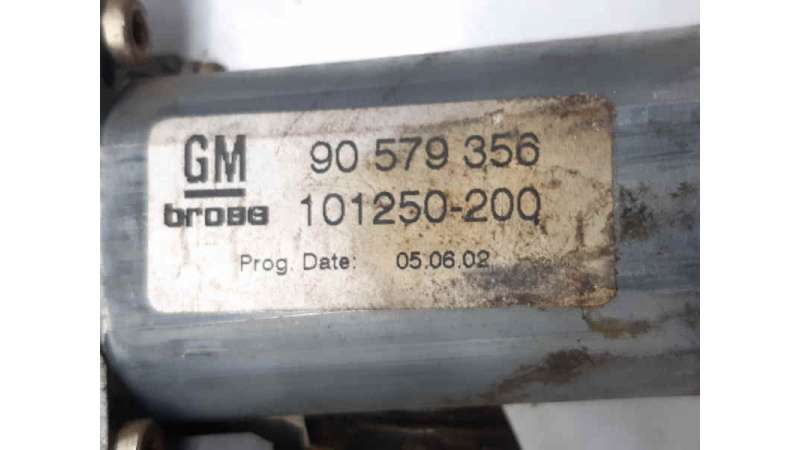 GM 90 579 356
brose 101250-200
Prog. Date: 05.06.02